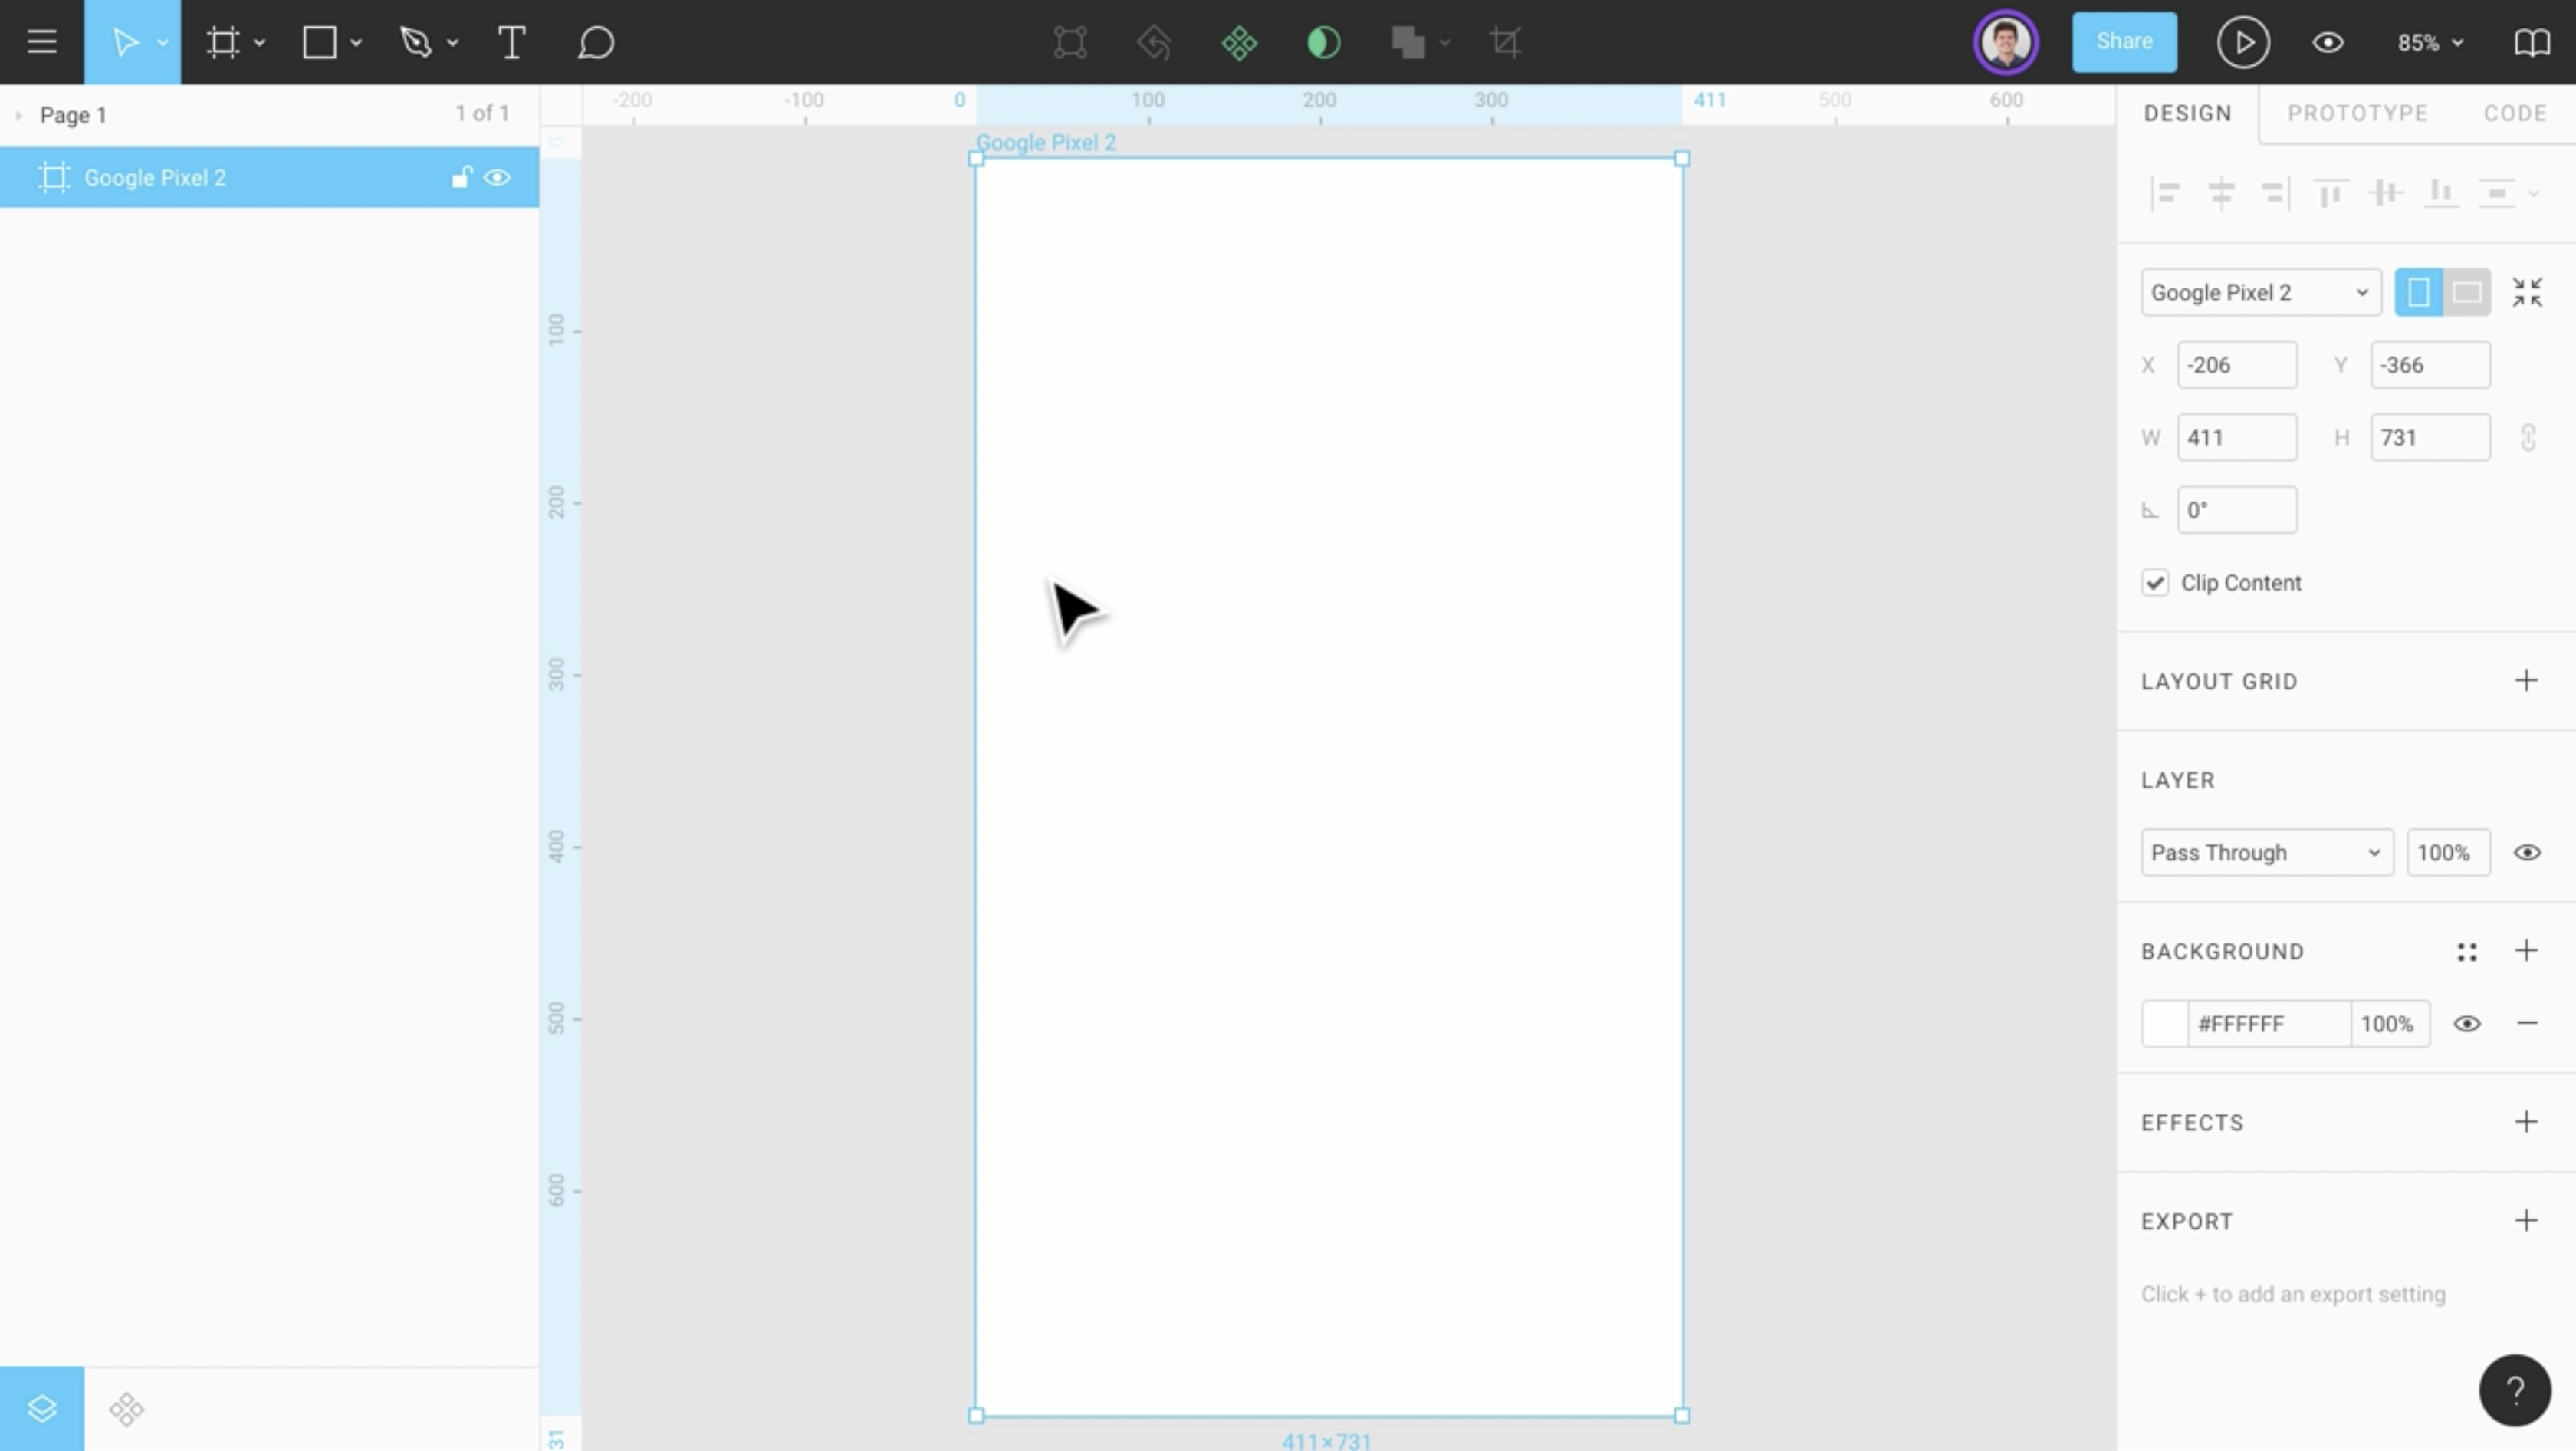 Share
85%
Page 1
1 of 1
Google Pixel 2
-200
-100
0
100
200
300
411
500
600
Google Pixel 2
0
100
200
300
400
500
600
31
411×731
DESIGN
PROTOTYPE
CODE
Google Pixel 2
X -206 Y -366
W 411 H 731
0°
Clip Content
LAYOUT GRID
LAYER
Pass Through 100%
BACKGROUND
#FFFFFF 100%
EFFECTS
EXPORT
Click + to add an export setting
?